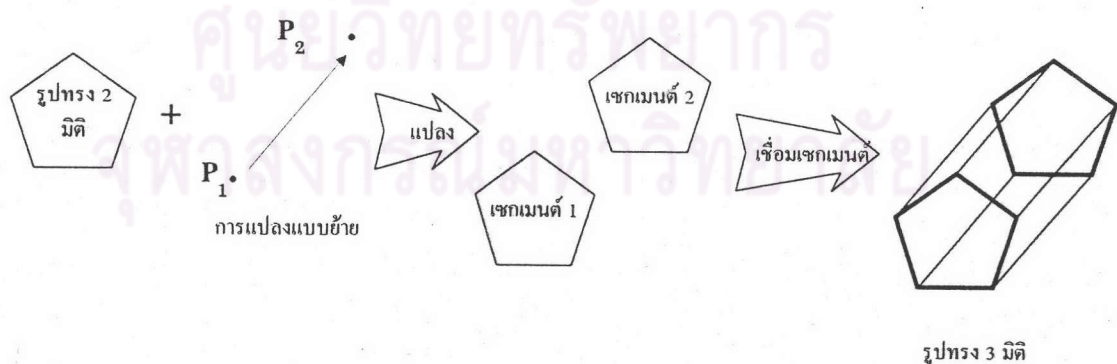 ศูนย์วิทยทรัพยากร
จุฬาลงกรณ์มหาวิทยาลัย
รูปทรง 2
มิติ
+
P2
P1
การแปลงแบบย้าย
แปลง
เซกเมนต์ 1
เซกเมนต์ 2
เชื่อมเซกเมนต์
รูปทรง 3 มิติ